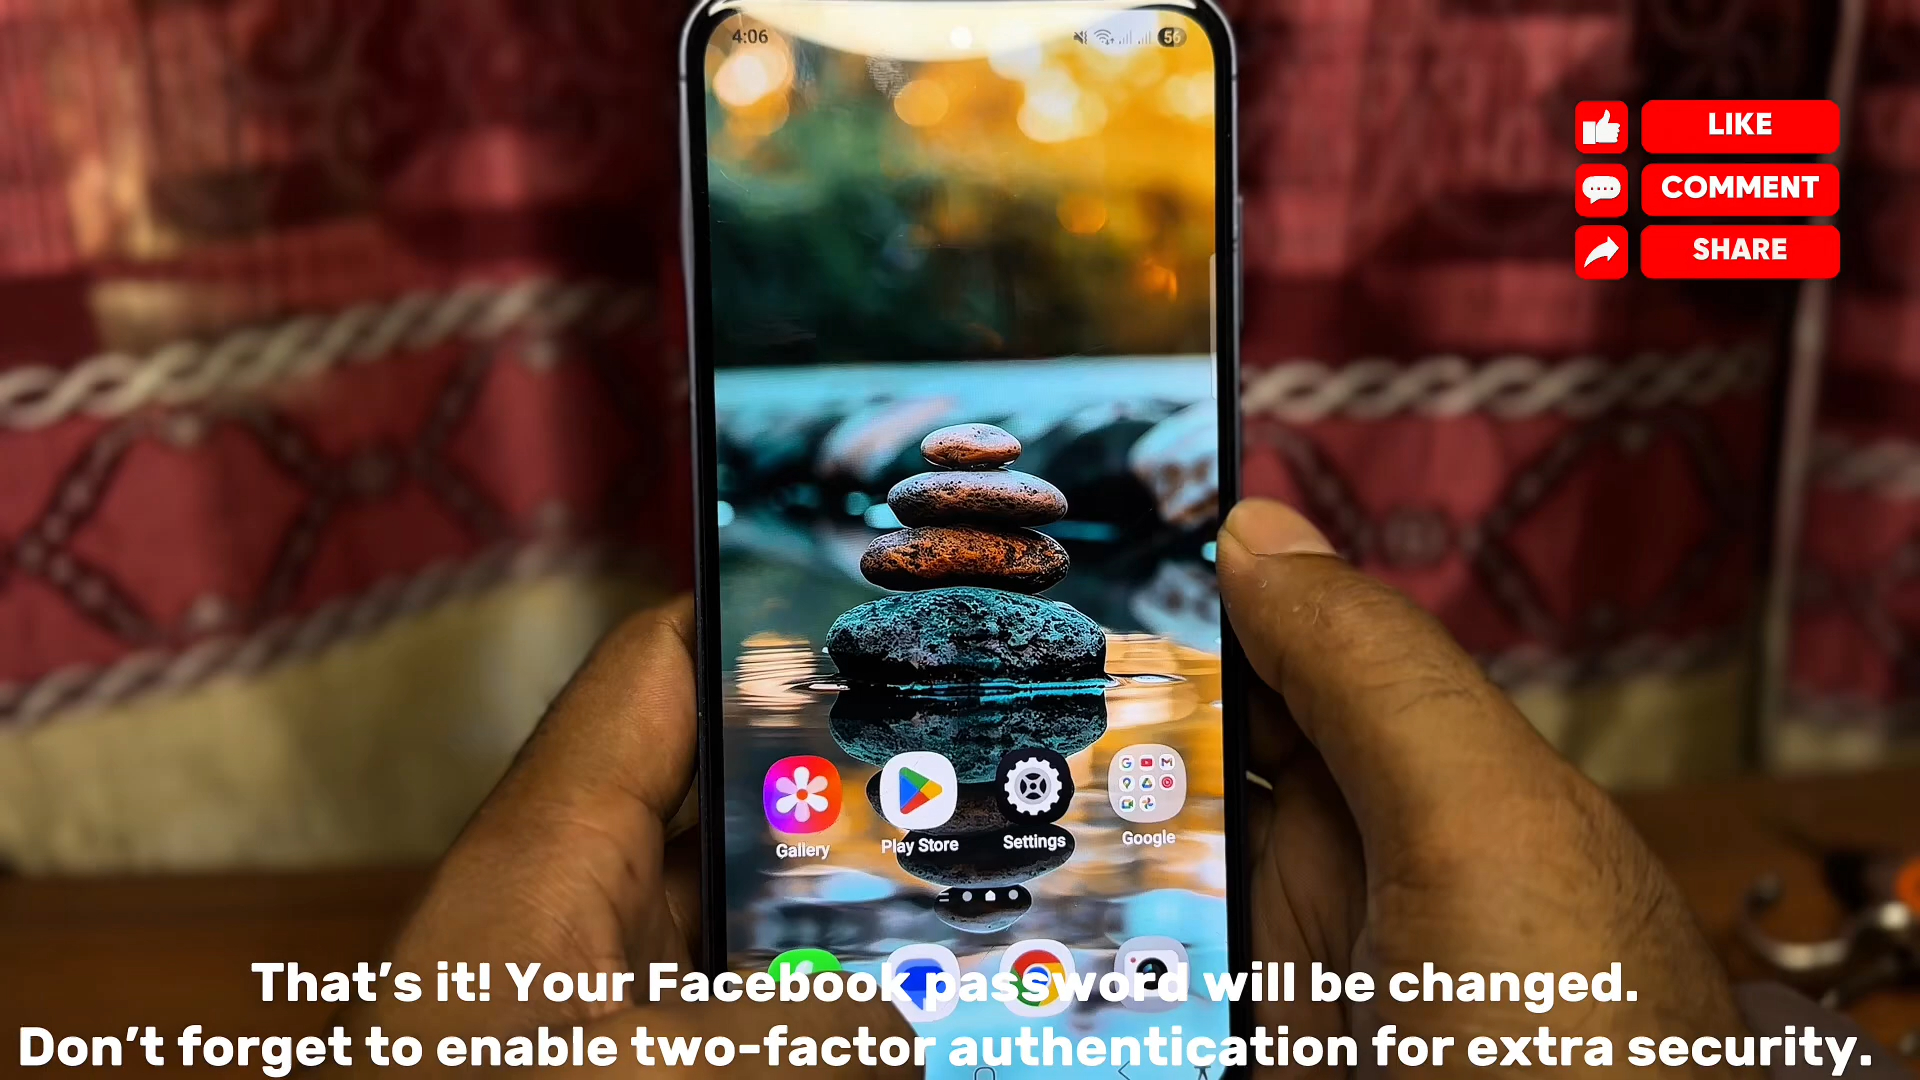 4:06
56
LIKE
COMMENT
SHARE
Gallery
Play Store
Settings
Google
That’s it! Your Facebook password will be changed.
Don’t forget to enable two-factor authentication for extra security.